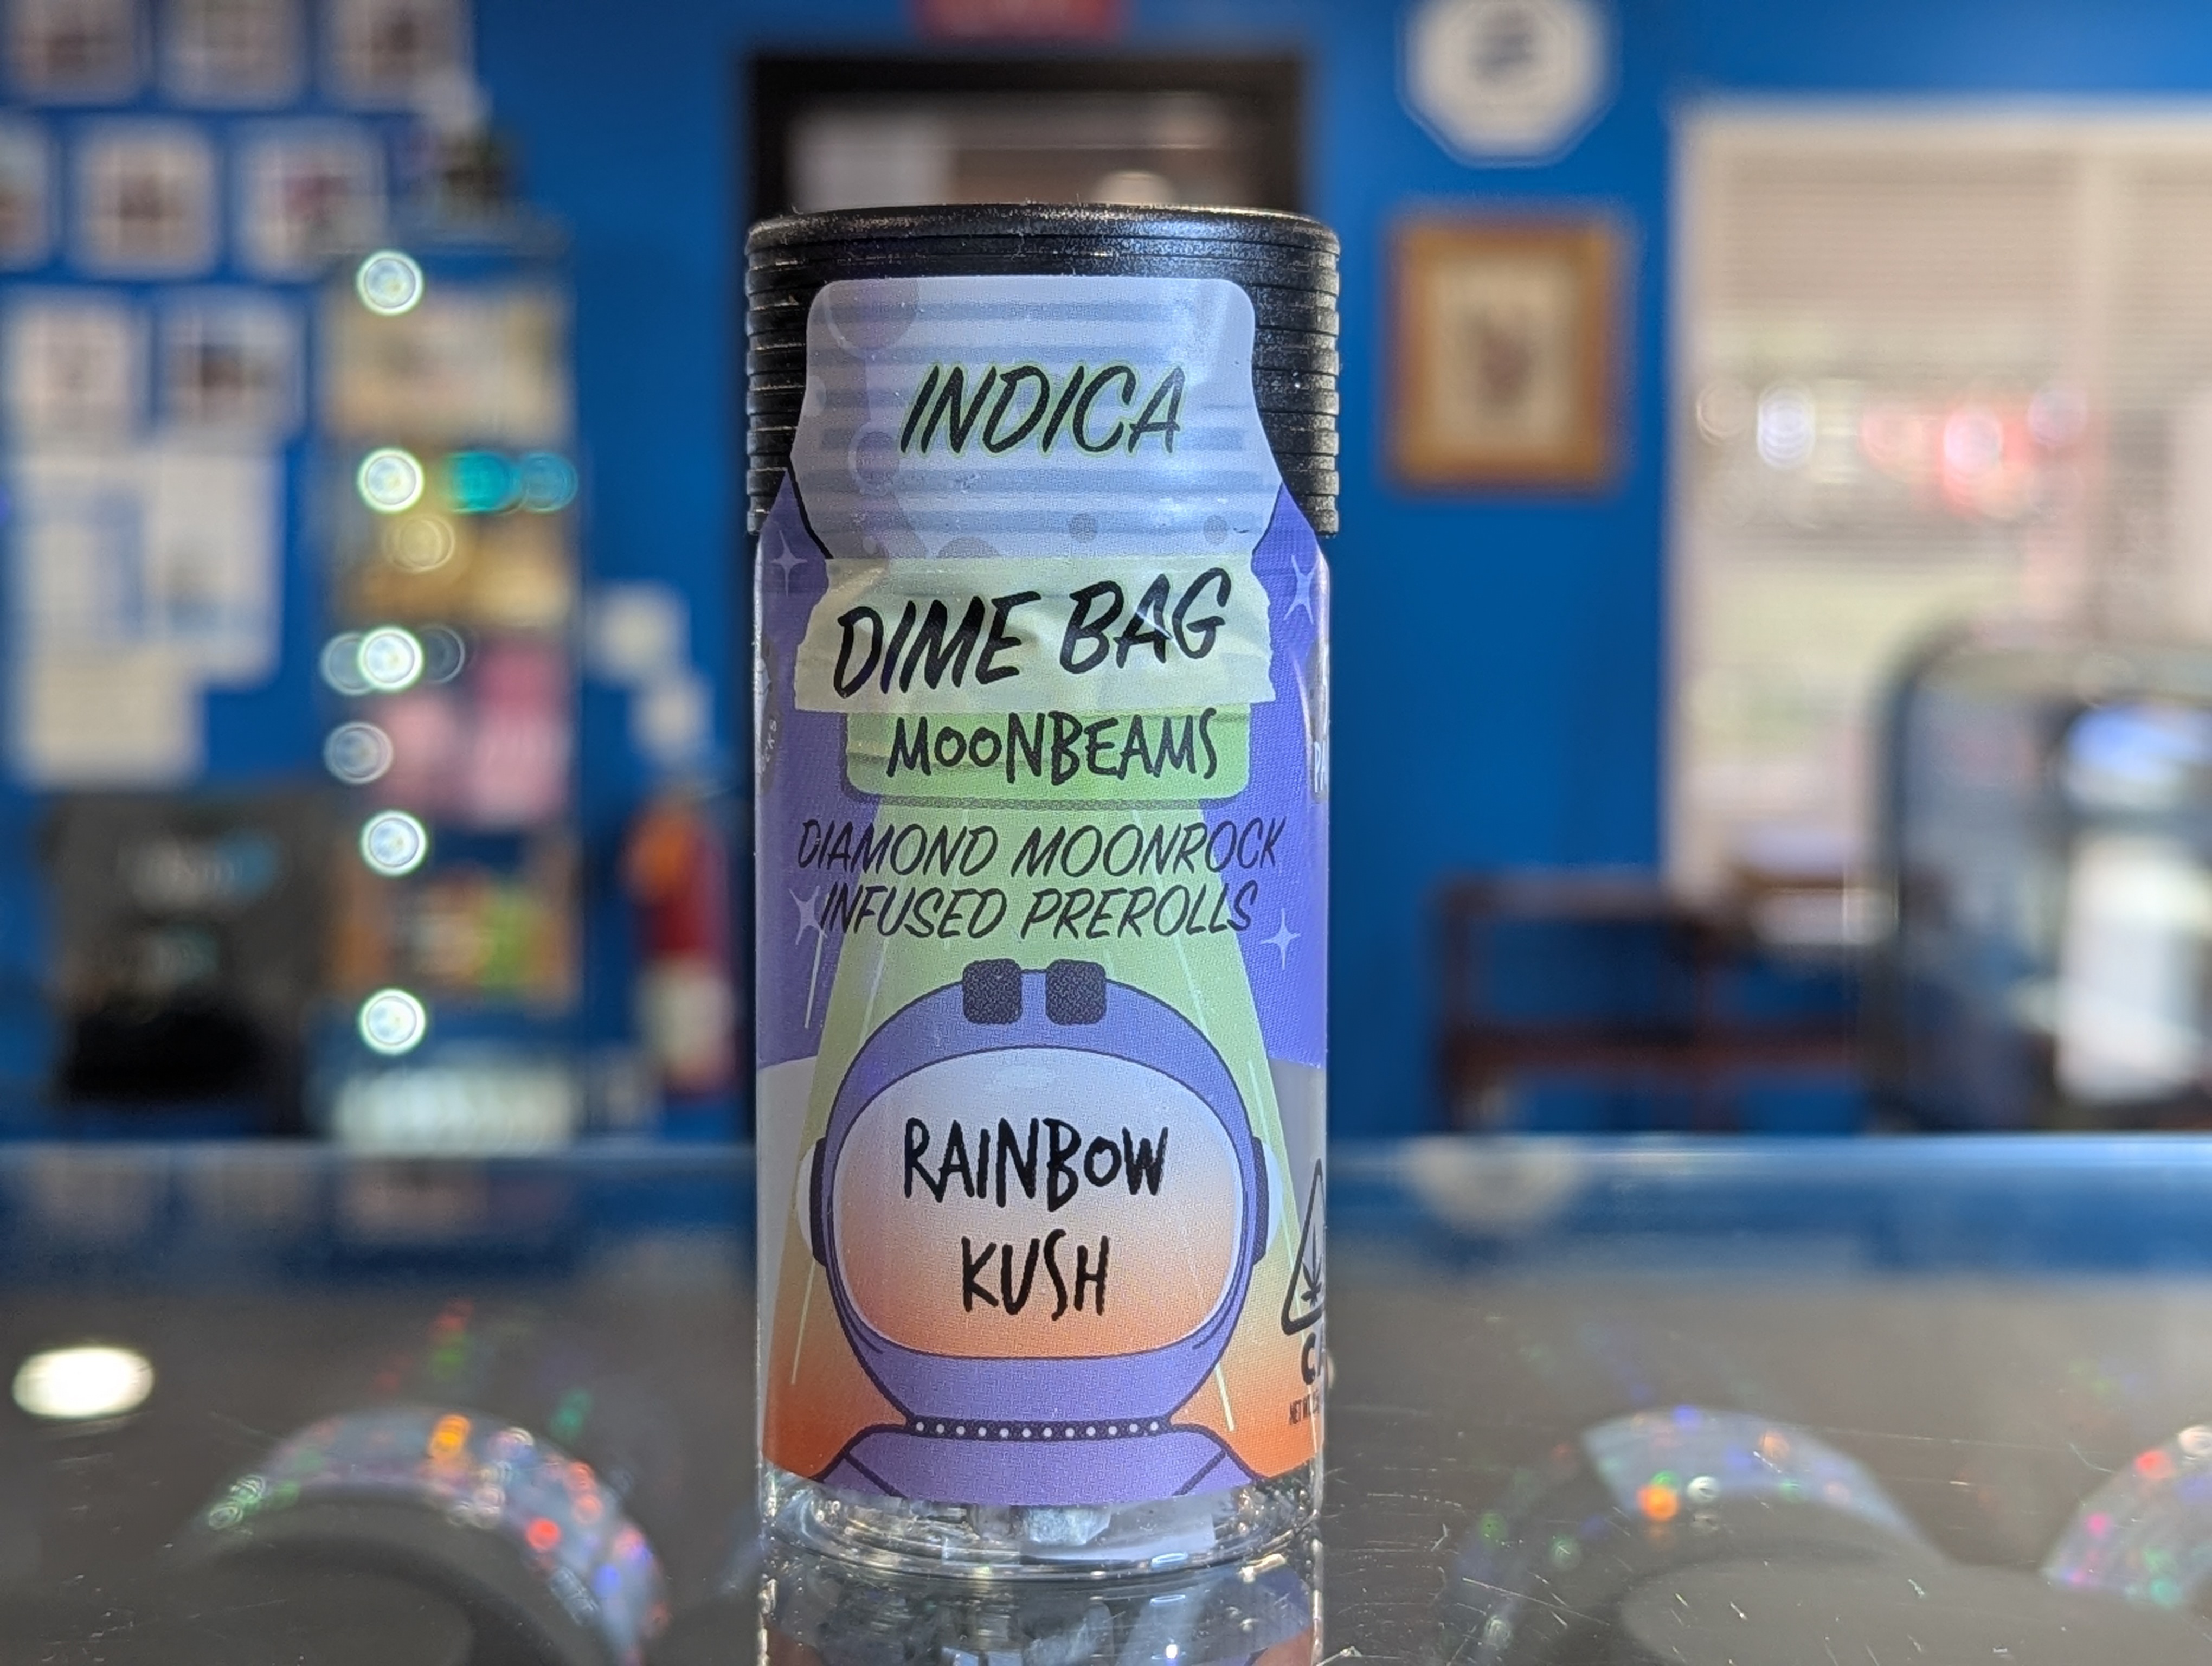 INDICA
DIME BAG
MOONBEAMS
DIAMOND MOONROCK
INFUSED PREROLLS
RAINBOW
KUSH